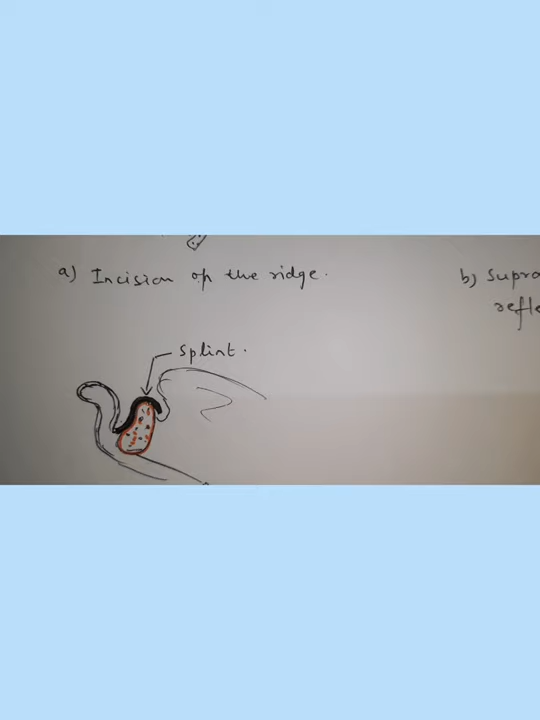 a) Incision on the ridge.
b) Supra
refle
Splint.